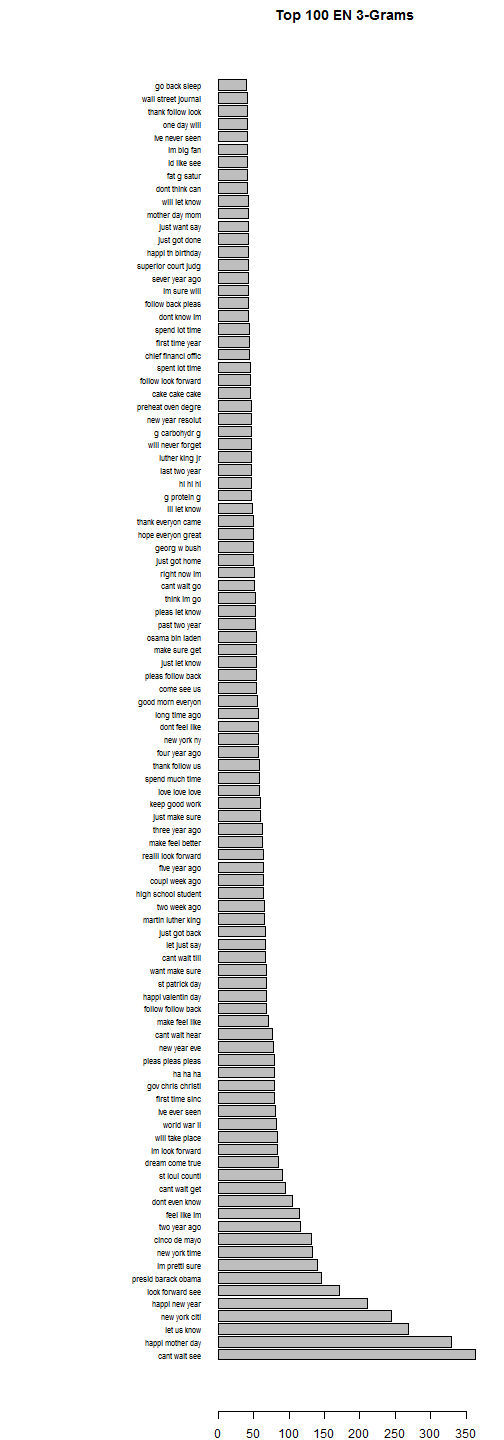 Top 100 EN 3-Grams
go back sleep
wall street journal
thank follow look
one day will
ive never seen
im big fan
id like see
fat g satur
dont think can
will let know
mother day mom
just want say
just got done
happi th birthday
superior court judg
sever year ago
im sure will
follow back pleas
dont know im
spend lot time
first time year
chief financi offic
spent lot time
follow look forward
cake cake cake
preheat oven degre
new year resolut
g carbohydr g
will never forget
luther king jr
last two year
hi hi hi
g protein g
ill let know
thank everyon came
hope everyon great
georg w bush
just got home
right now im
cant wait go
think im go
pleas let know
past two year
osama bin laden
make sure get
just let know
pleas follow back
come see us
good morn everyon
long time ago
dont feel like
new york ny
four year ago
thank follow us
spend much time
love love love
keep good work
just make sure
three year ago
make feel better
realli look forward
five year ago
coupl week ago
high school student
two week ago
martin luther king
just got back
let just say
cant wait till
want make sure
st patrick day
happi valentin day
follow follow back
make feel like
cant wait hear
new year eve
pleas pleas pleas
ha ha ha
gov chris christi
first time sinc
ive ever seen
world war ii
will take place
im look forward
dream come true
st loui counti
cant wait get
dont even know
feel like im
two year ago
cinco de mayo
new york time
im pretti sure
presid barack obama
look forward see
happi new year
new york citi
let us know
happi mother day
cant wait see
0 50 100 150 200 250 300 350